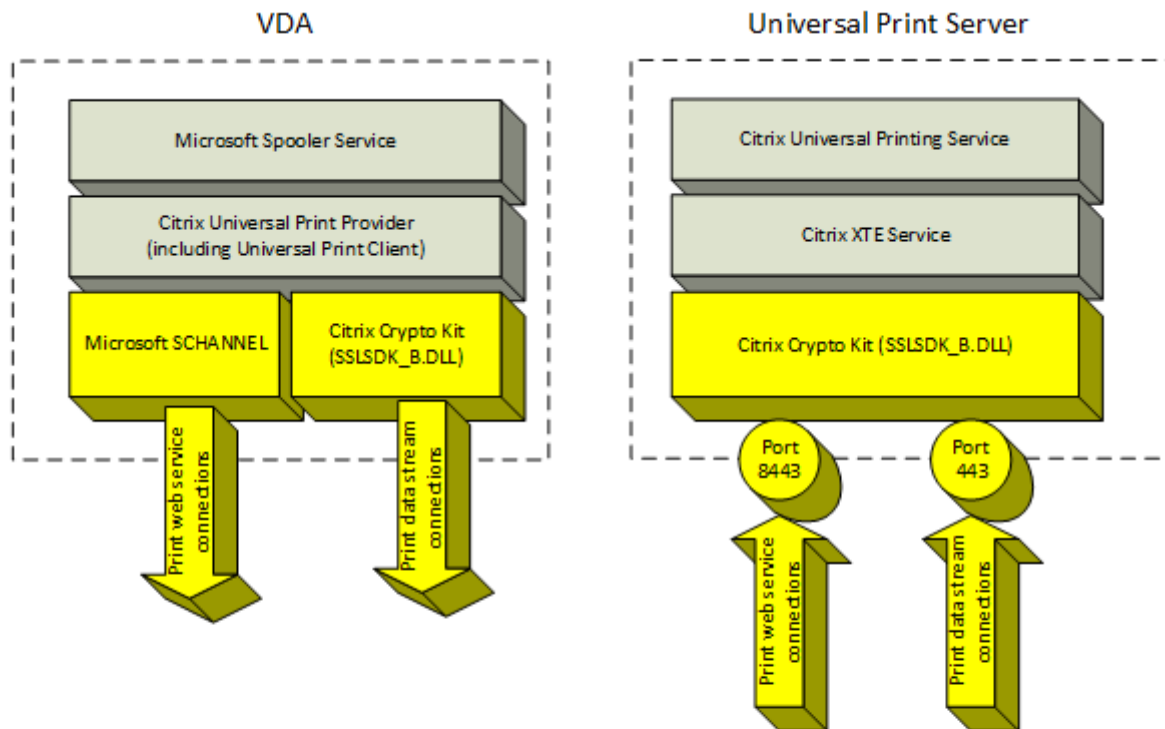 VDA
Universal Print Server
Microsoft Spooler Service
Citrix Universal Print Provider
(including Universal Print Client)
Microsoft SCHANNEL
Citrix Crypto Kit
(SSLSDK_B.DLL)
Print web service
connections
Print data stream
connections
Citrix Universal Printing Service
Citrix XTE Service
Citrix Crypto Kit (SSLSDK_B.DLL)
Port
8443
Port
443
Print web service
connections
Print data stream
connections